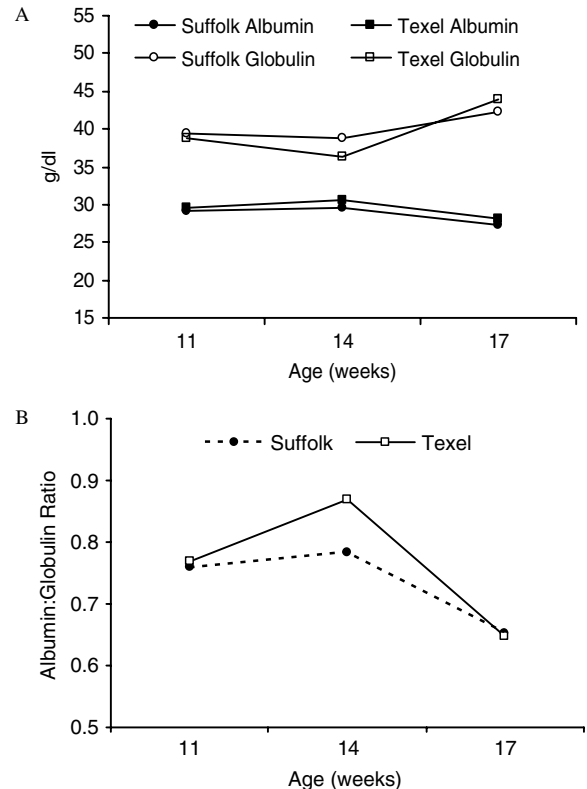 A
Suffolk Albumin Texel Albumin
Suffolk Globulin Texel Globulin
g/dl
55
50
45
40
35
30
25
20
15
11 14 17
Age (weeks)
B
Suffolk Texel
Albumin:Globulin Ratio
1.0
0.9
0.8
0.7
0.6
0.5
11 14 17
Age (weeks)